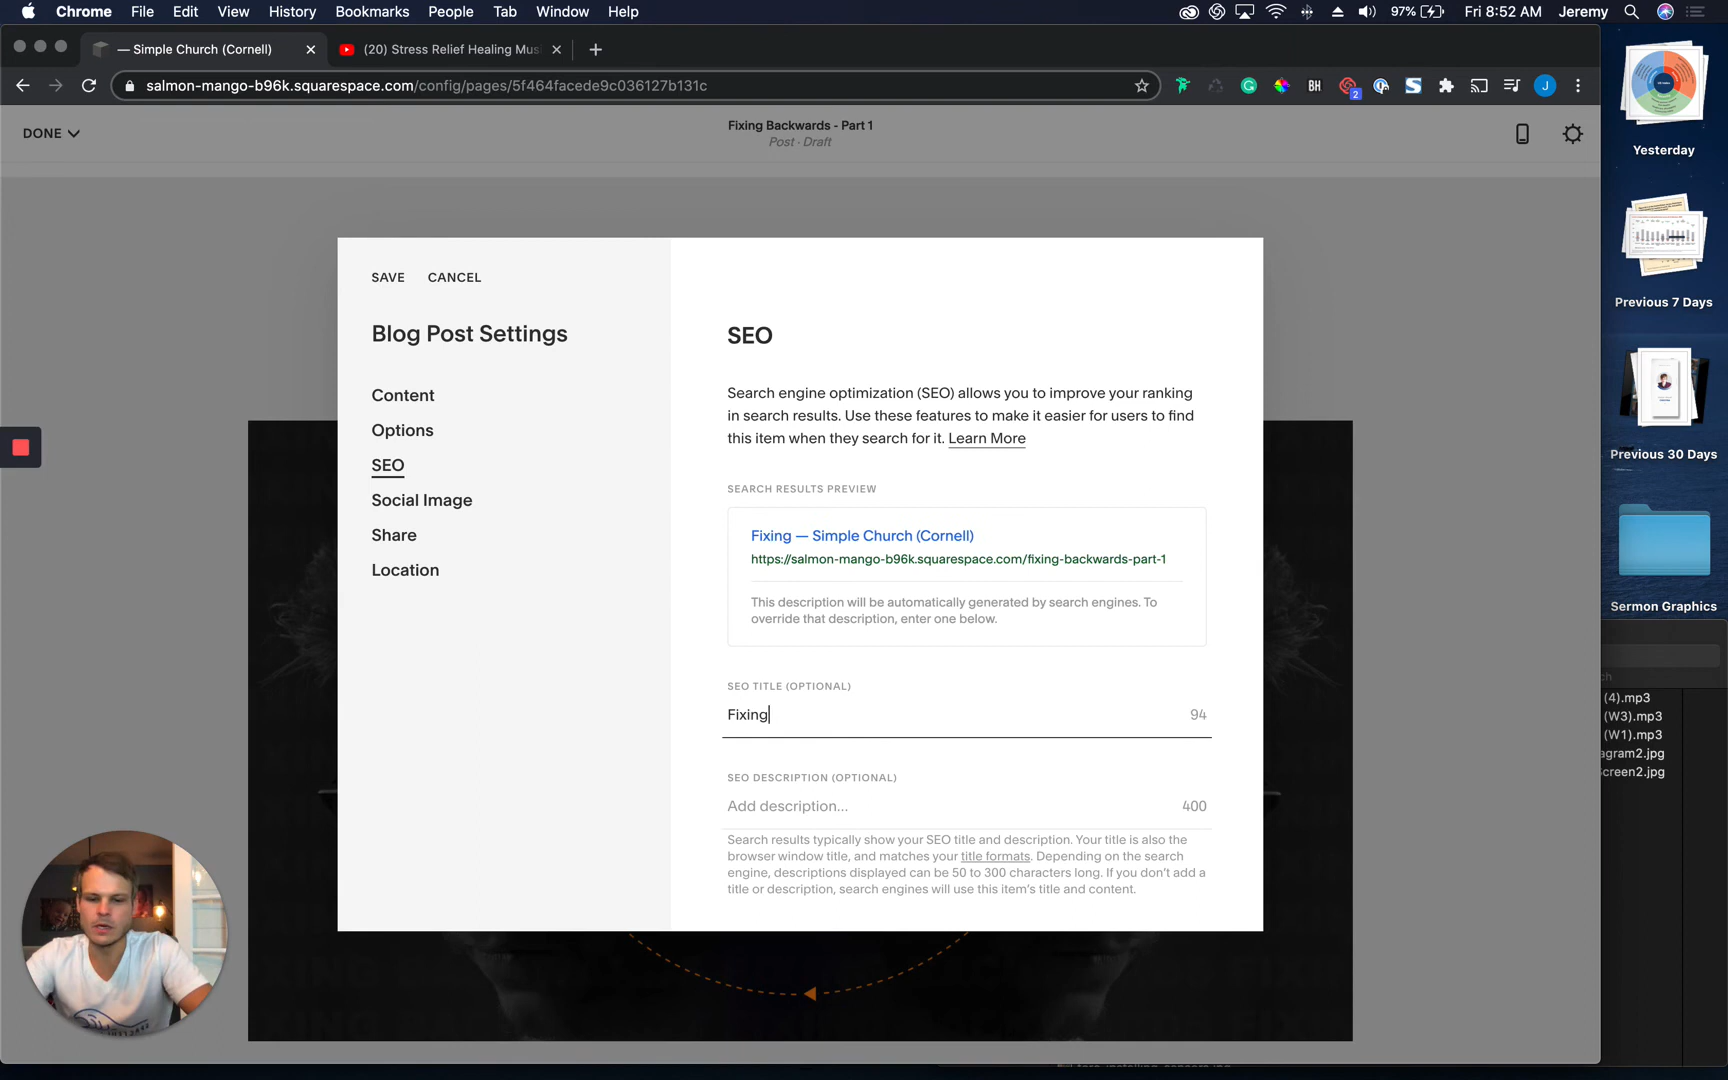 Chrome File Edit View History Bookmarks People Tab Window Help 97% Fri 8:52 AM Jeremy
— Simple Church (Cornell) (20) Stress Relief Healing Mus
salmon-mango-b96k.squarespace.com/config/pages/5f464facede9c036127b131c BH 2 S J
DONE
Fixing Backwards - Part 1
Post · Draft
SAVE CANCEL
Blog Post Settings
Content
Options
SEO
Social Image
Share
Location
SEO
Search engine optimization (SEO) allows you to improve your ranking
in search results. Use these features to make it easier for users to find
this item when they search for it. Learn More
SEARCH RESULTS PREVIEW
Fixing — Simple Church (Cornell)
https://salmon-mango-b96k.squarespace.com/fixing-backwards-part-1
This description will be automatically generated by search engines. To
override that description, enter one below.
SEO TITLE (OPTIONAL)
Fixing 94
SEO DESCRIPTION (OPTIONAL)
Add description... 400
Search results typically show your SEO title and description. Your title is also the
browser window title, and matches your title formats. Depending on the search
engine, descriptions displayed can be 50 to 300 characters long. If you don't add a
title or description, search engines will use this item's title and content.
Yesterday
Previous 7 Days
Previous 30 Days
Sermon Graphics
ch
(4).mp3
(W3).mp3
(W1).mp3
agram2.jpg
creen2.jpg